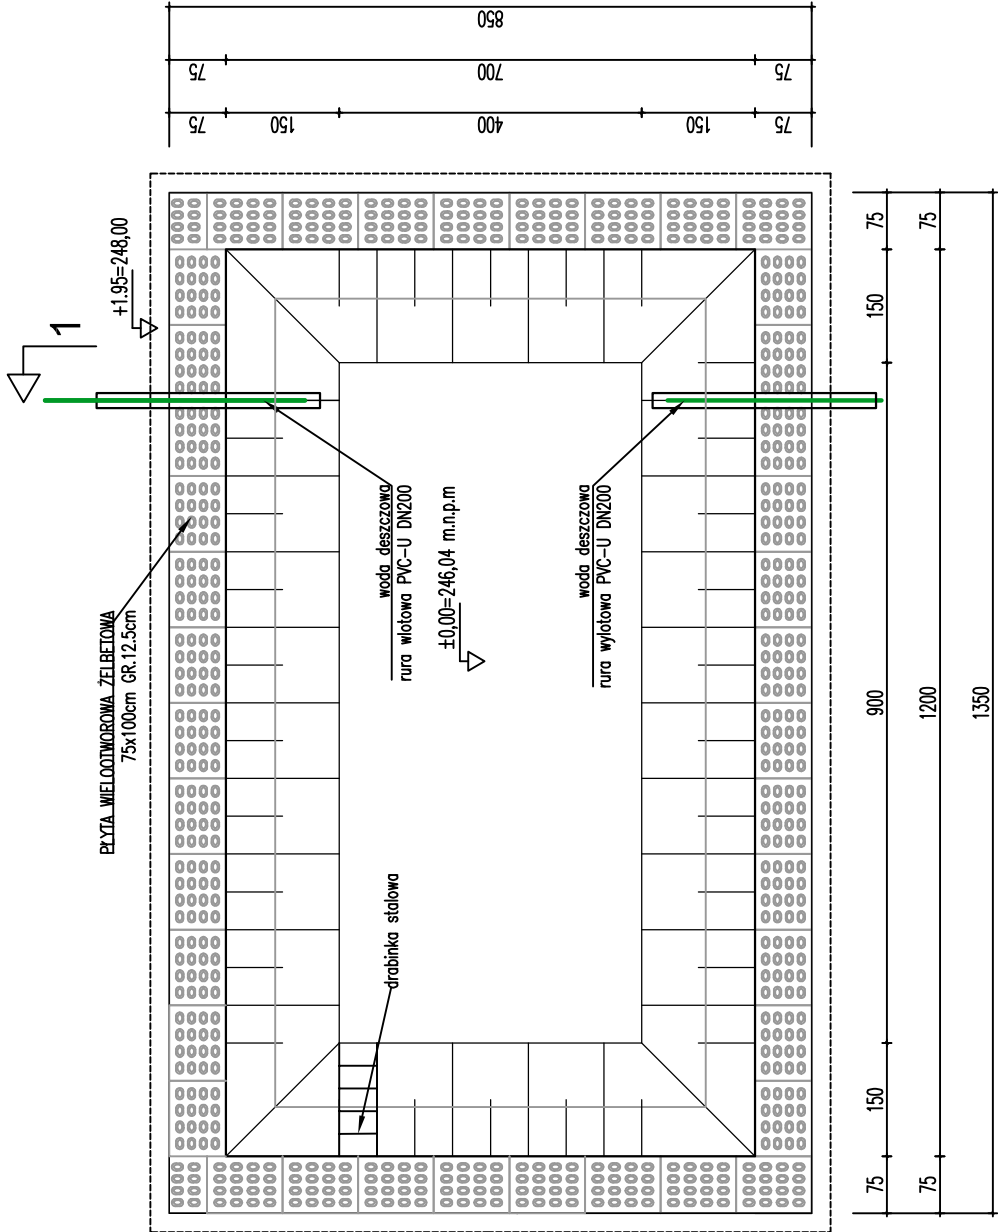 850
75
700
75
75
150
400
150
75
+1.95=248,00
1
PŁYTA WIELOOTWOROWA ŻELBETOWA
75x100cm GR.12.5cm
woda deszczowa
rura wlotowa PVC-U DN200
±0,00=246,04 m.n.p.m
woda deszczowa
rura wylotowa PVC-U DN200
drabinka stalowa
75
150
900
150
75
75
1200
75
1350